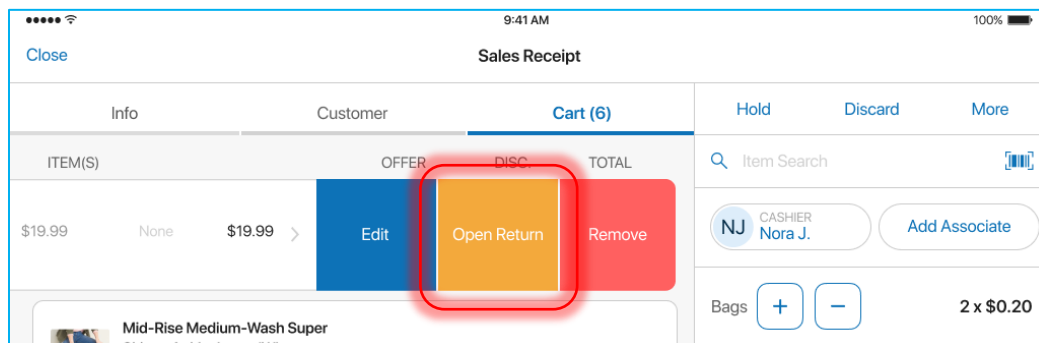 9:41 AM
100%
Close
Sales Receipt
Info Customer Cart (6)
Hold Discard More
ITEM(S) OFFER DISC. TOTAL
Item Search
$19.99 None $19.99 Edit Open Return Remove
NJ CASHIER
Nora J.
Add Associate
Bags + − 2 x $0.20
Mid-Rise Medium-Wash Super